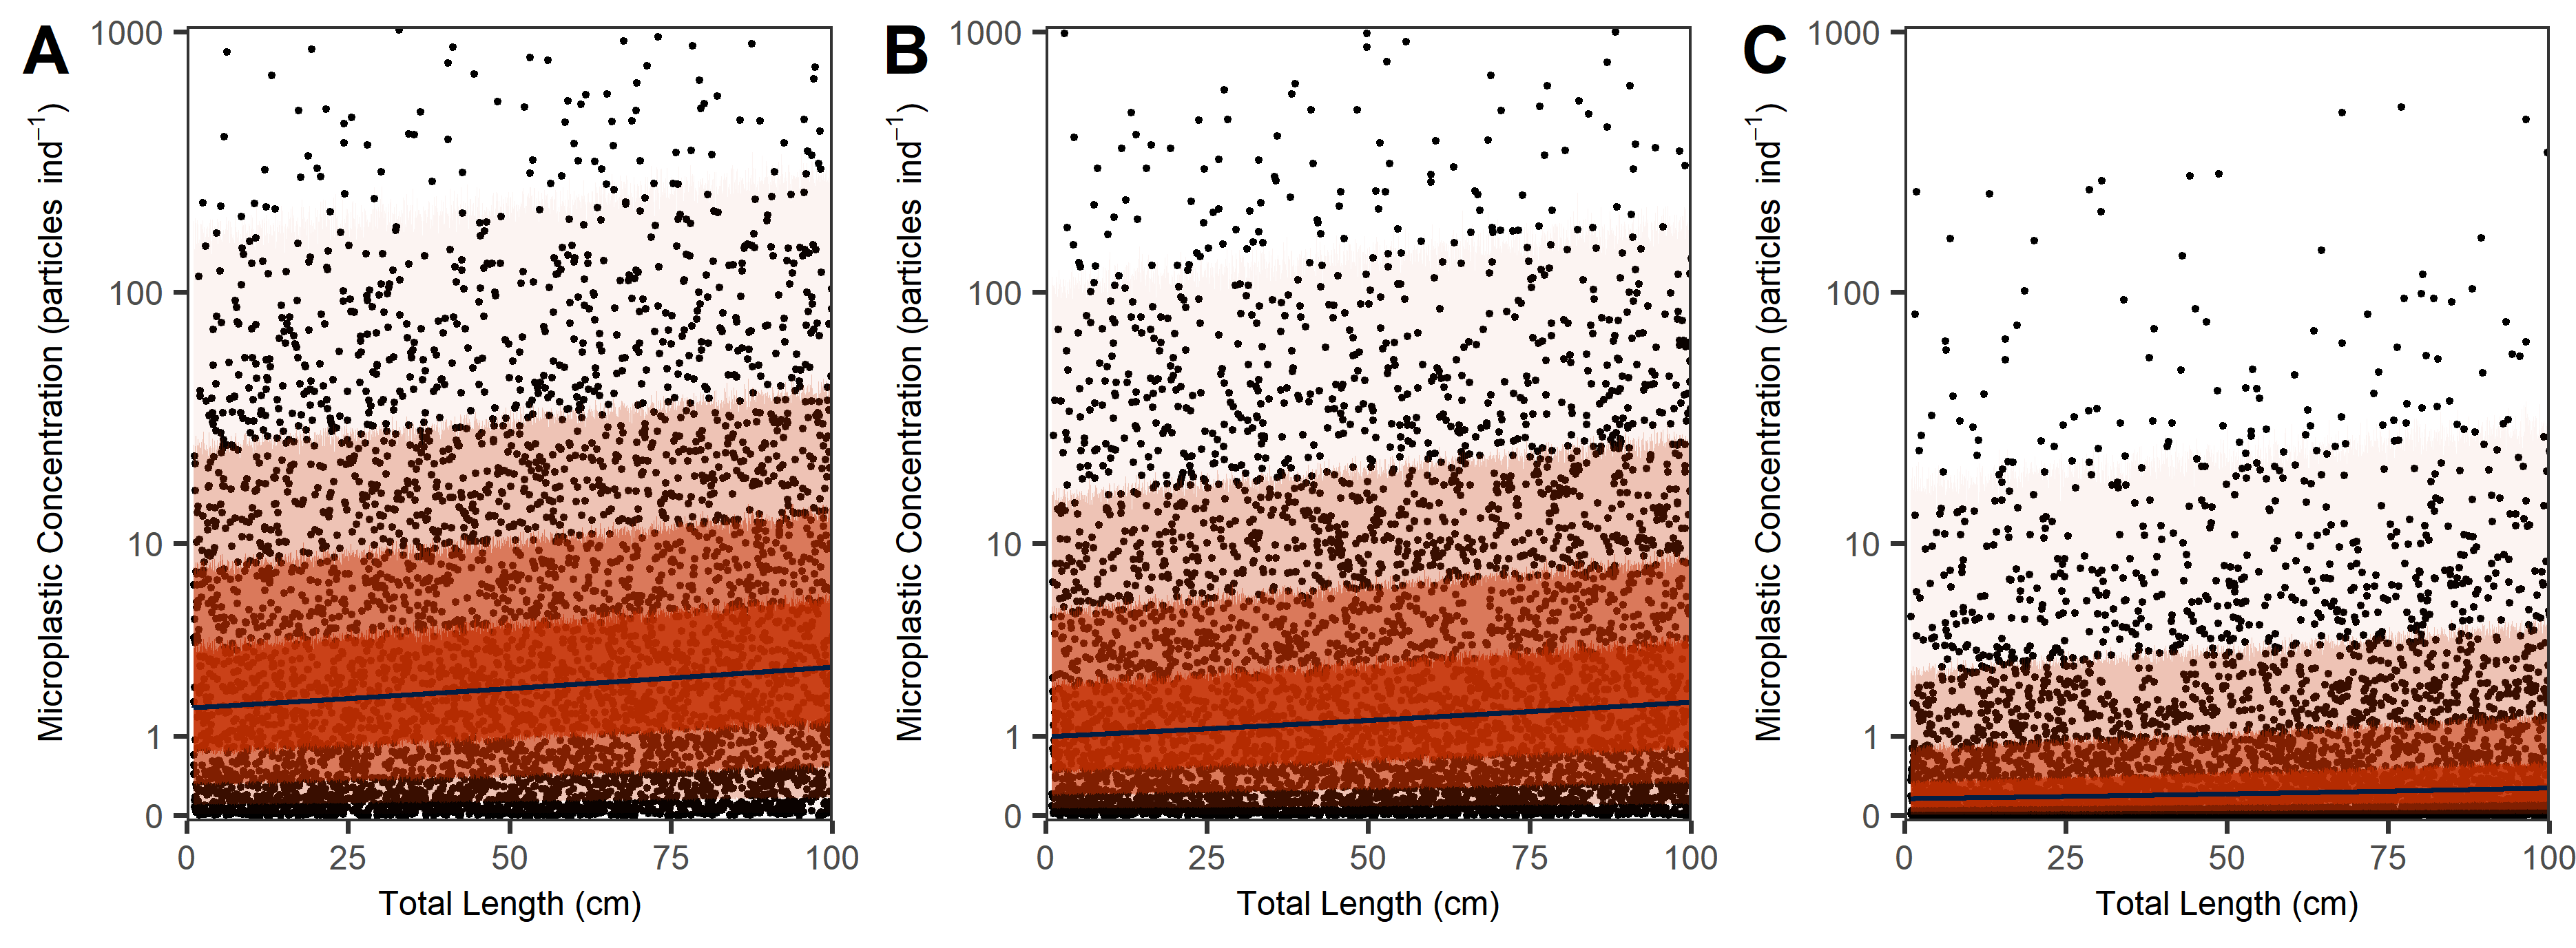 A
Microplastic Concentration (particles ind⁻¹)
1000
100
10
1
0
0 25 50 75 100
Total Length (cm)
B
Microplastic Concentration (particles ind⁻¹)
1000
100
10
1
0
0 25 50 75 100
Total Length (cm)
C
Microplastic Concentration (particles ind⁻¹)
1000
100
10
1
0
0 25 50 75 100
Total Length (cm)